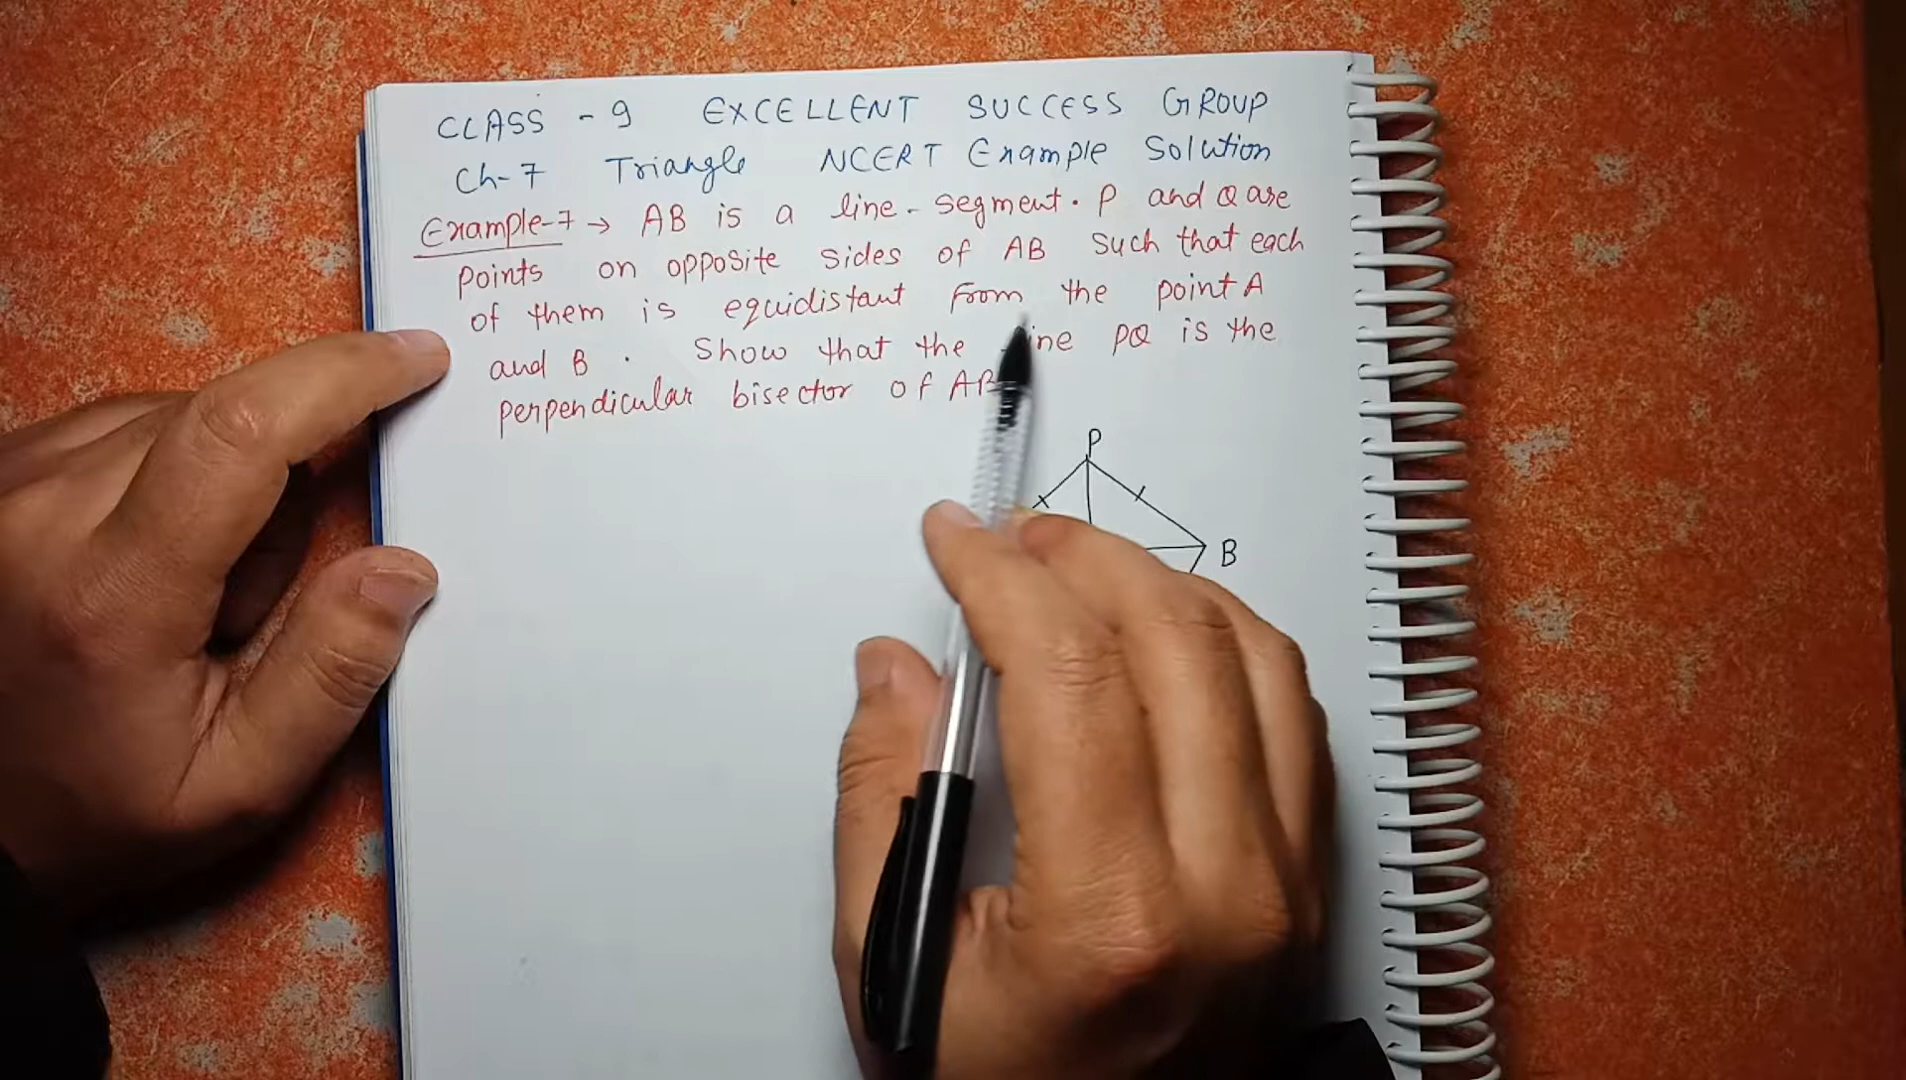 CLASS - 9 EXCELLENT SUCCESS GROUP
Ch-7 Triangle NCERT Example Solution
Example-7 → AB is a line-segment. P and Q are
points on opposite sides of AB such that each
of them is equidistant From the point A
and B. Show that the line PQ is the
perpendicular bisector of AB
P
B